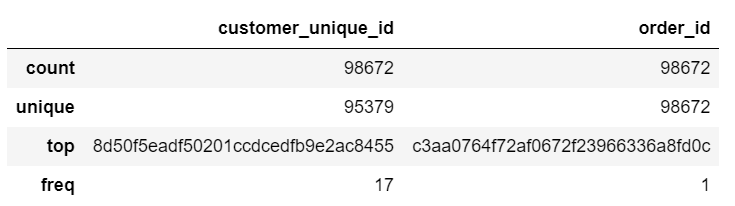 customer_unique_id order_id
count 98672 98672
unique 95379 98672
top 8d50f5eadf50201ccdcedfb9e2ac8455 c3aa0764f72af0672f23966336a8fd0c
freq 17 1